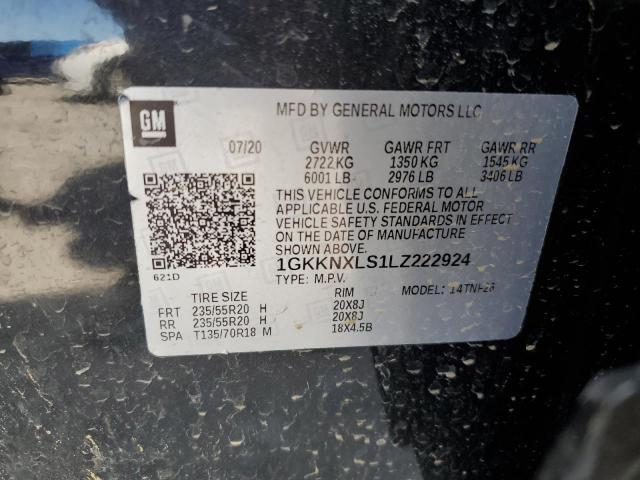 GM
MFD BY GENERAL MOTORS LLC
07/20 GVWR GAWR FRT GAWR RR
2722 KG 1350 KG 1545 KG
6001 LB 2976 LB 3406 LB
THIS VEHICLE CONFORMS TO ALL
APPLICABLE U.S. FEDERAL MOTOR
VEHICLE SAFETY STANDARDS IN EFFECT
ON THE DATE OF MANUFACTURE
SHOWN ABOVE.
1GKKNXLS1LZ222924
621D
TYPE: M.P.V. MODEL: 14TNF26
TIRE SIZE RIM
FRT 235/55R20 H 20X8J
RR 235/55R20 H 20X8J
SPA T135/70R18 M 18X4.5B